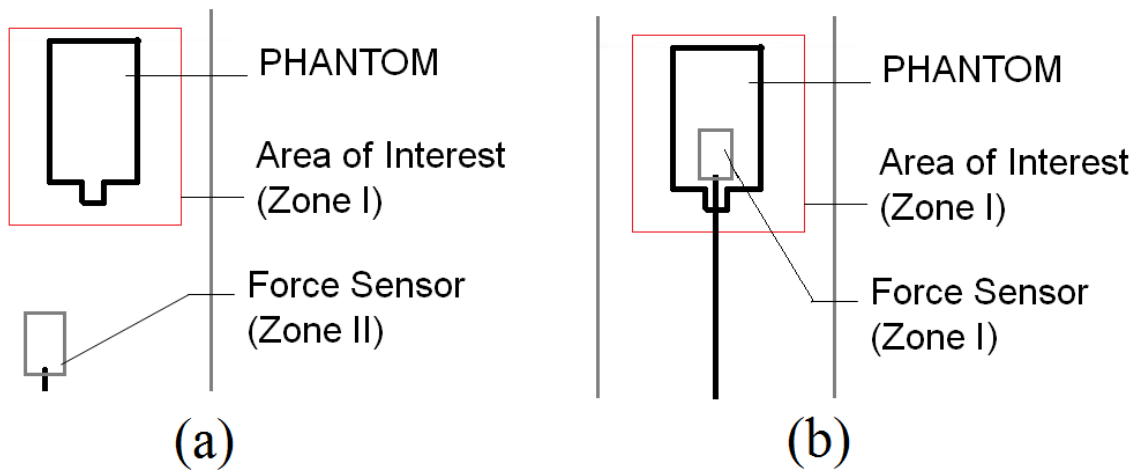 PHANTOM
Area of Interest
(Zone I)
Force Sensor
(Zone II)
(a)
PHANTOM
Area of Interest
(Zone I)
Force Sensor
(Zone I)
(b)